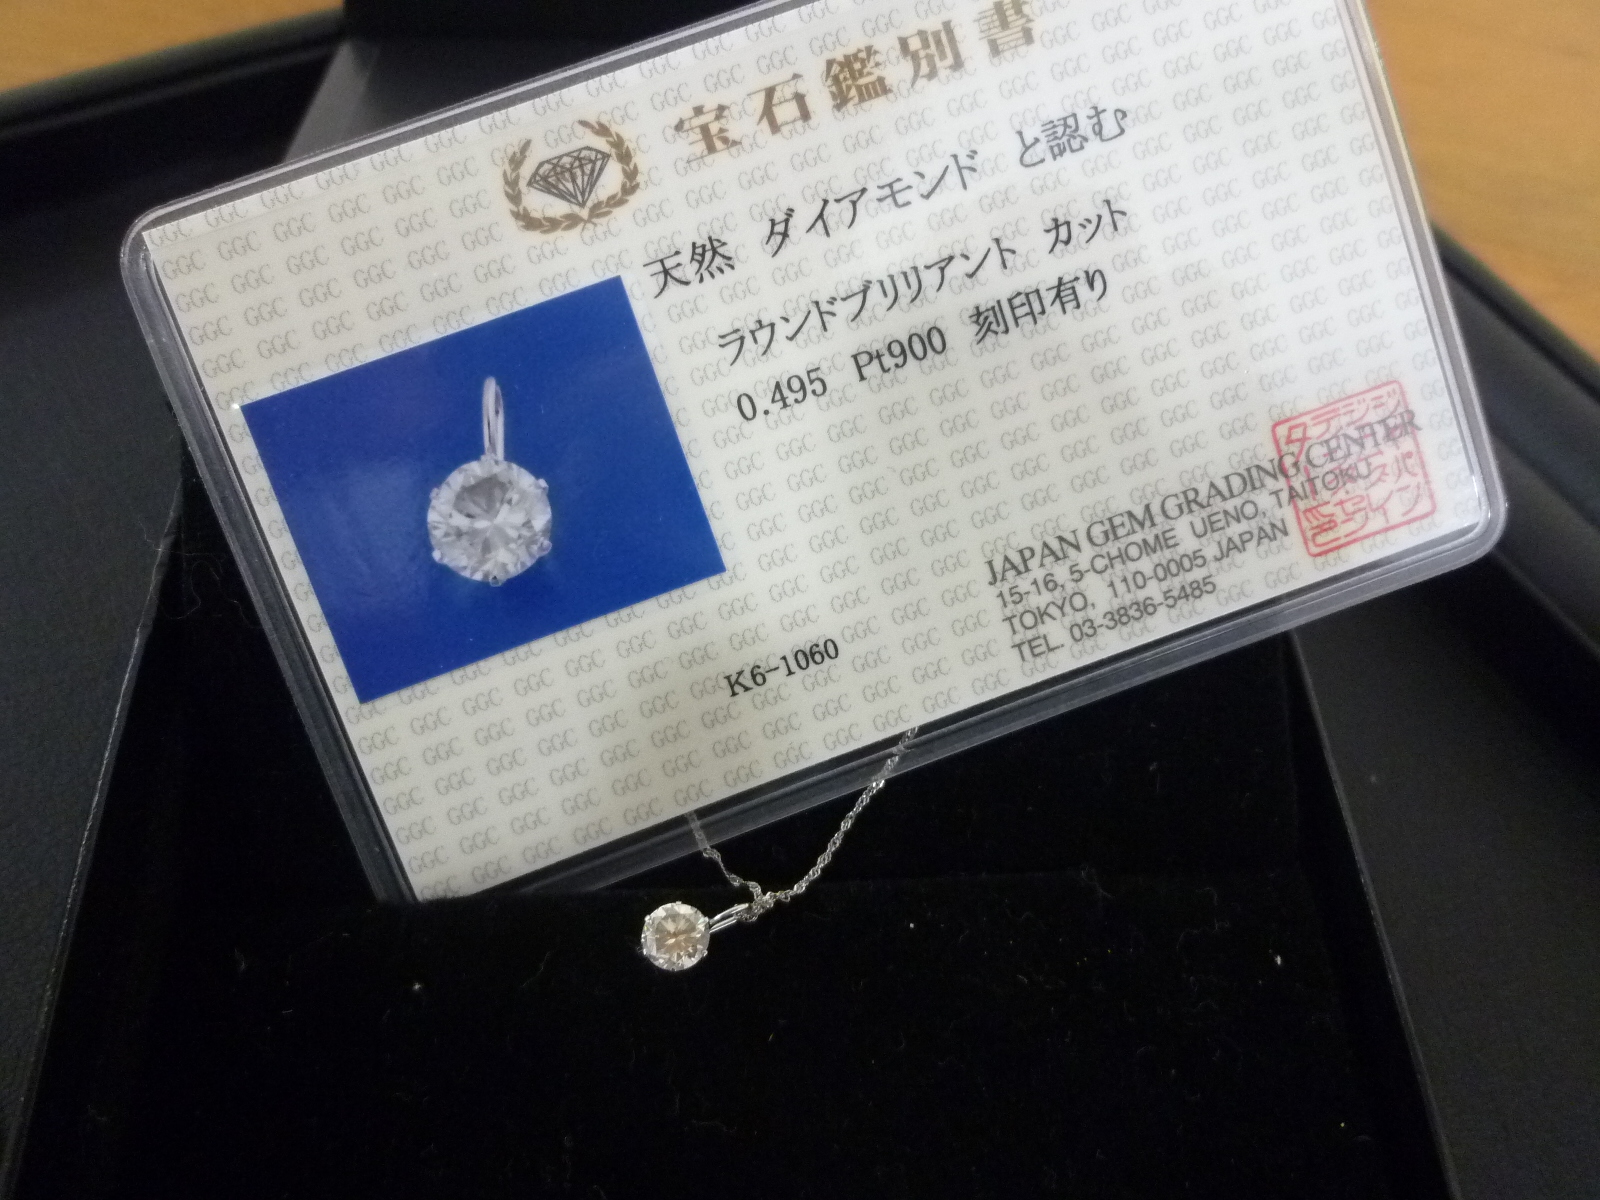 宝石鑑別書
天然 ダイアモンド と認む
ラウンドブリリアント カット
0.495 Pt900 刻印有り
JAPAN GEM GRADING CENTER
15-16, 5-CHOME UENO, TAITOKU
TOKYO, 110-0005 JAPAN
TEL. 03-3836-5485
K6-1060
GGC